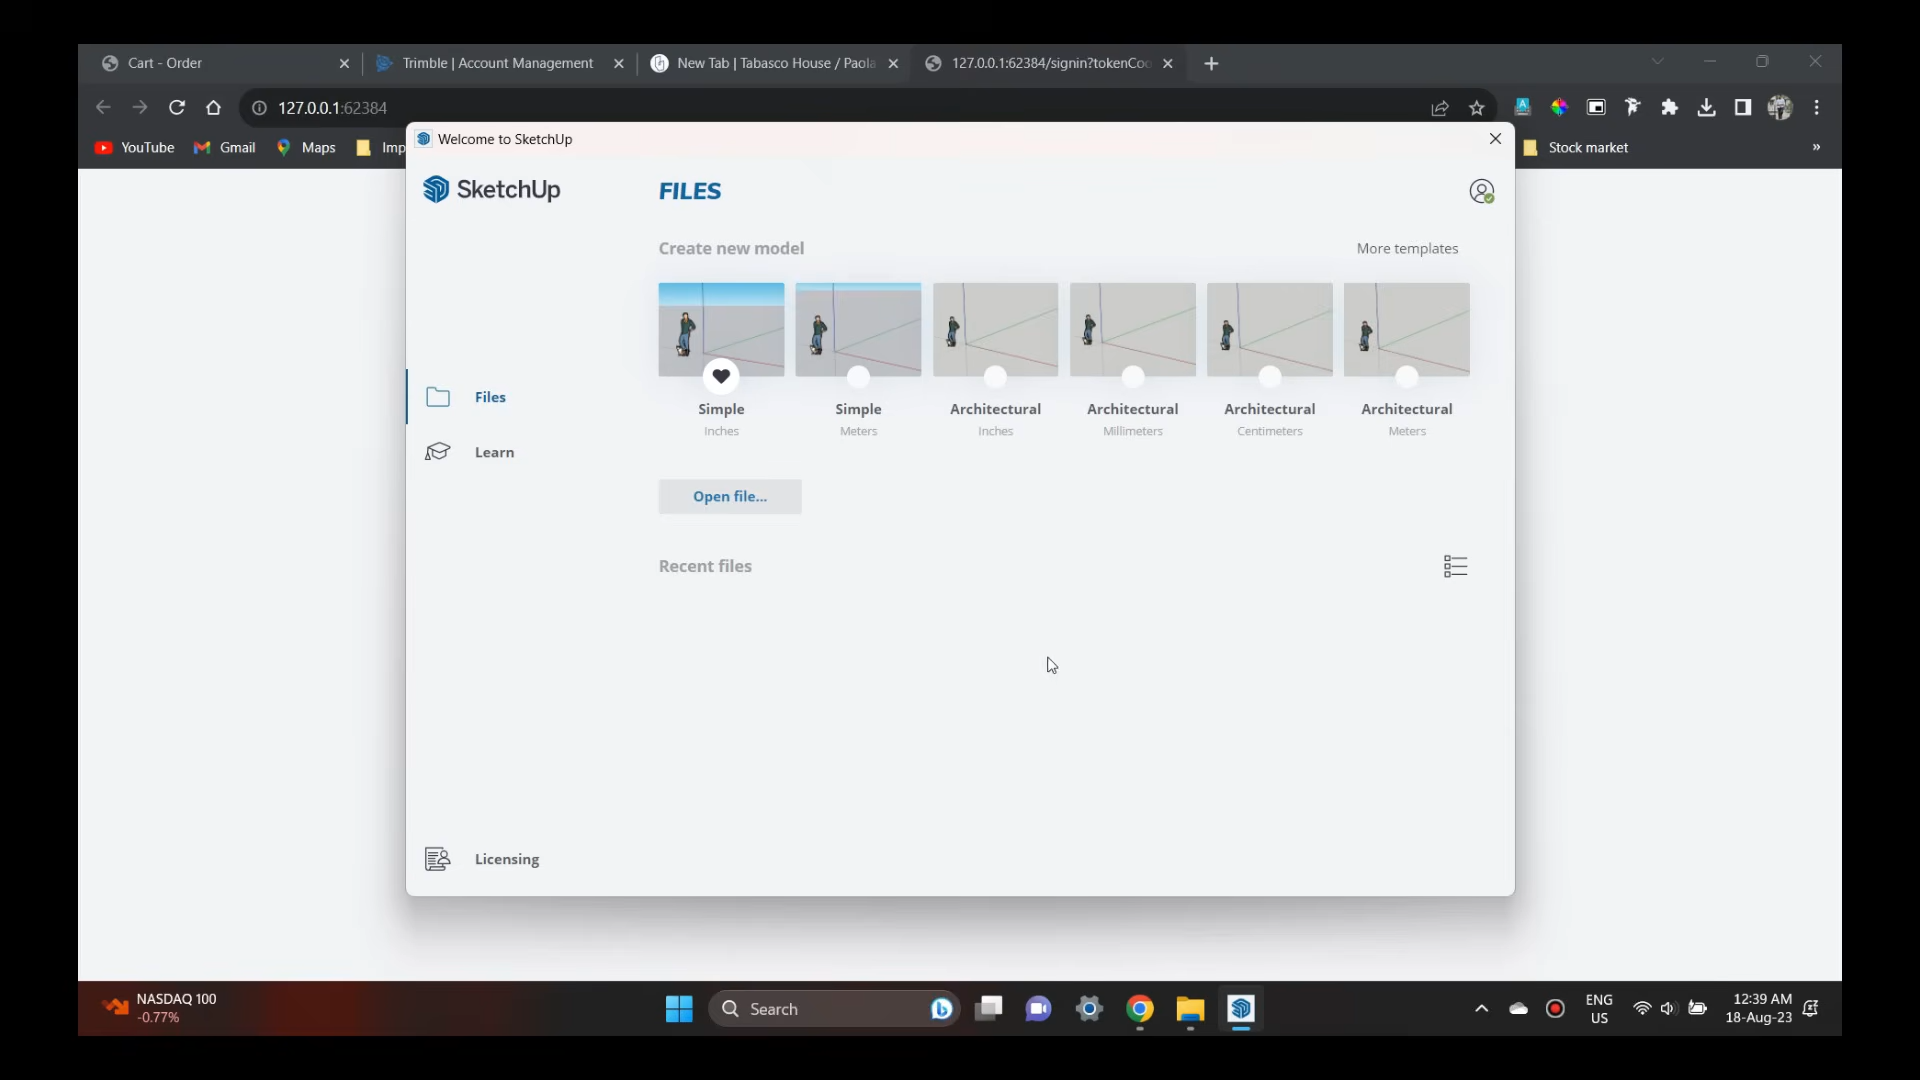 Cart - Order
Trimble | Account Management
New Tab | Tabasco House / Paola
127.0.0.1:62384/signin?tokenCoo
127.0.0.1:62384
YouTube
Gmail
Maps
Imp
Stock market
»
Welcome to SketchUp
SketchUp
FILES
Create new model
More templates
Simple
Inches
Simple
Meters
Architectural
Inches
Architectural
Millimeters
Architectural
Centimeters
Architectural
Meters
Files
Learn
Open file...
Recent files
Licensing
NASDAQ 100
-0.77%
Search
ENG
US
12:39 AM
18-Aug-23